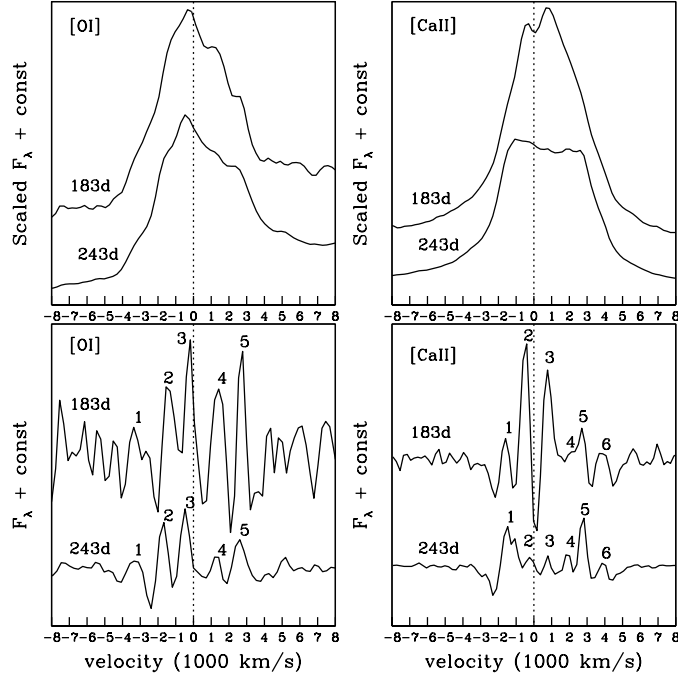 [OI]
183d
243d
Scaled Fλ + const
-8-7-6-5-4-3-2-1 0 1 2 3 4 5 6 7 8
[CaII]
183d
243d
Scaled Fλ + const
-8-7-6-5-4-3-2-1 0 1 2 3 4 5 6 7 8
[OI]
1 2 3 4 5
183d
1 2 3 4 5
243d
Fλ + const
-8-7-6-5-4-3-2-1 0 1 2 3 4 5 6 7 8
velocity (1000 km/s)
[CaII]
1 2 3 4 5 6
183d
1 2 3 4 5 6
243d
Fλ + const
-8-7-6-5-4-3-2-1 0 1 2 3 4 5 6 7 8
velocity (1000 km/s)